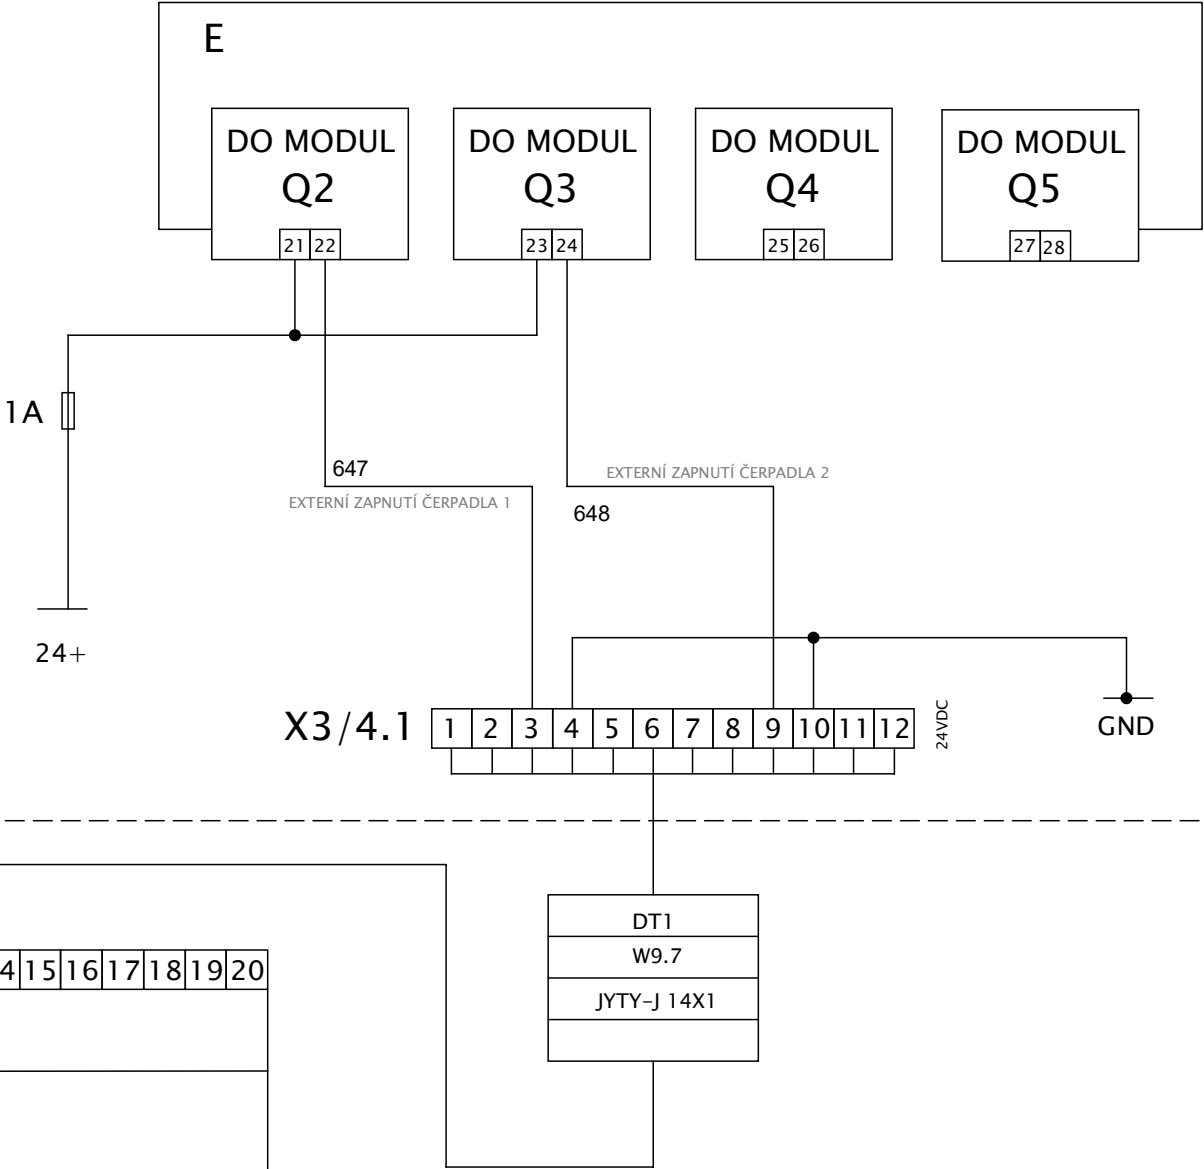 E
DO MODUL
Q2
21 22
DO MODUL
Q3
23 24
DO MODUL
Q4
25 26
DO MODUL
Q5
27 28
1A
647
EXTERNÍ ZAPNUTÍ ČERPADLA 1
EXTERNÍ ZAPNUTÍ ČERPADLA 2
648
24+
X3/4.1
1 2 3 4 5 6 7 8 9 10 11 12
24VDC
GND
DT1
W9.7
JYTY-J 14X1
4 15 16 17 18 19 20